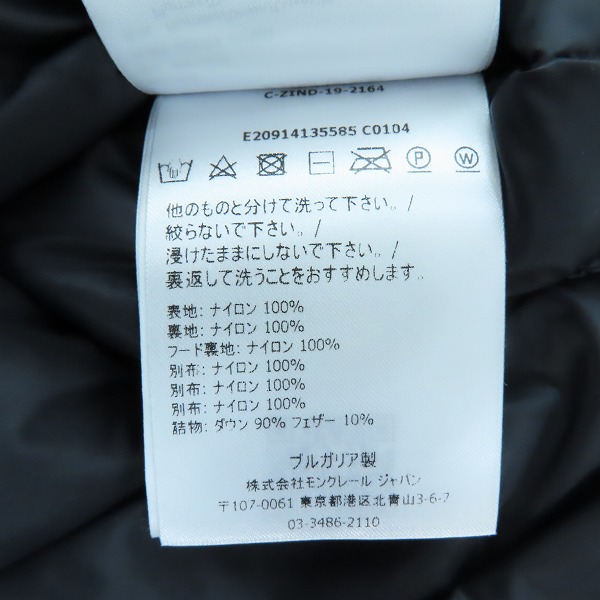 C-ZIND-19-2164
E20914135585 C0104
P W
他のものと分けて洗って下さい。/
絞らないで下さい。/
浸けたままにしないで下さい。/
裏返して洗うことをおすすめします。/
表地: ナイロン 100%
裏地: ナイロン 100%
フード裏地: ナイロン 100%
別布: ナイロン 100%
別布: ナイロン 100%
別布: ナイロン 100%
詰物: ダウン 90% フェザー 10%
ブルガリア製
株式会社モンクレール ジャパン
〒107-0061 東京都港区北青山3-6-7
03-3486-2110